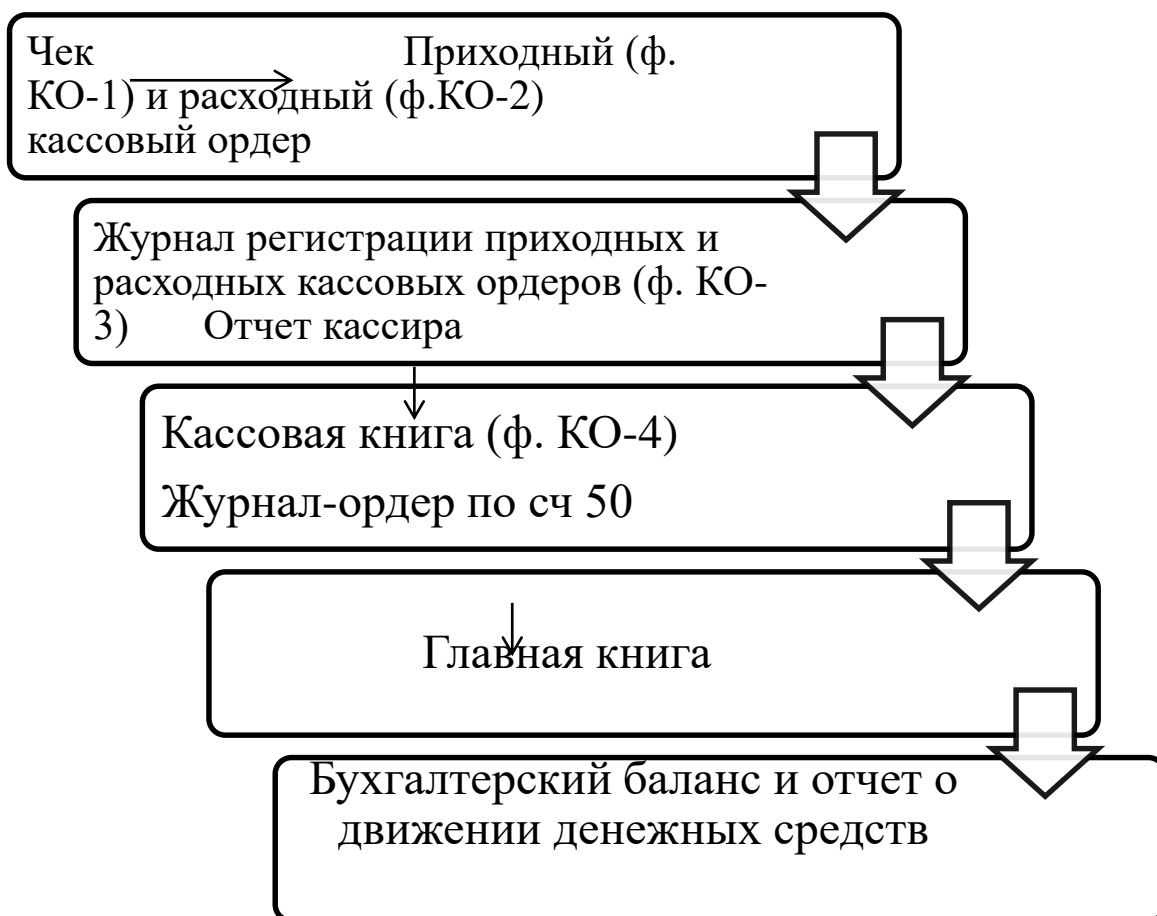 Чек Приходный (ф.
КО-1) и расходный (ф.КО-2)
кассовый ордер
Журнал регистрации приходных и
расходных кассовых ордеров (ф. КО-
3) Отчет кассира
Кассовая книга (ф. КО-4)
Журнал-ордер по сч 50
Главная книга
Бухгалтерский баланс и отчет о
движении денежных средств